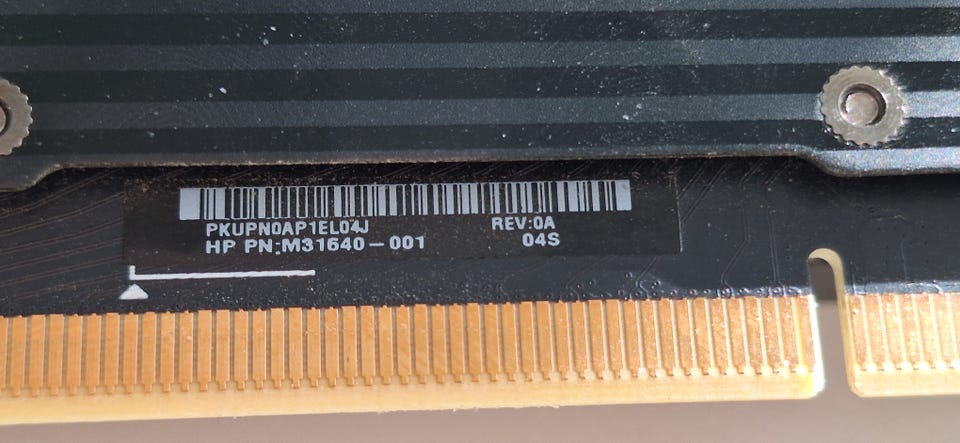 PKUPN0AP1EL04J REV:0A
HP PN:M31640-001 04S